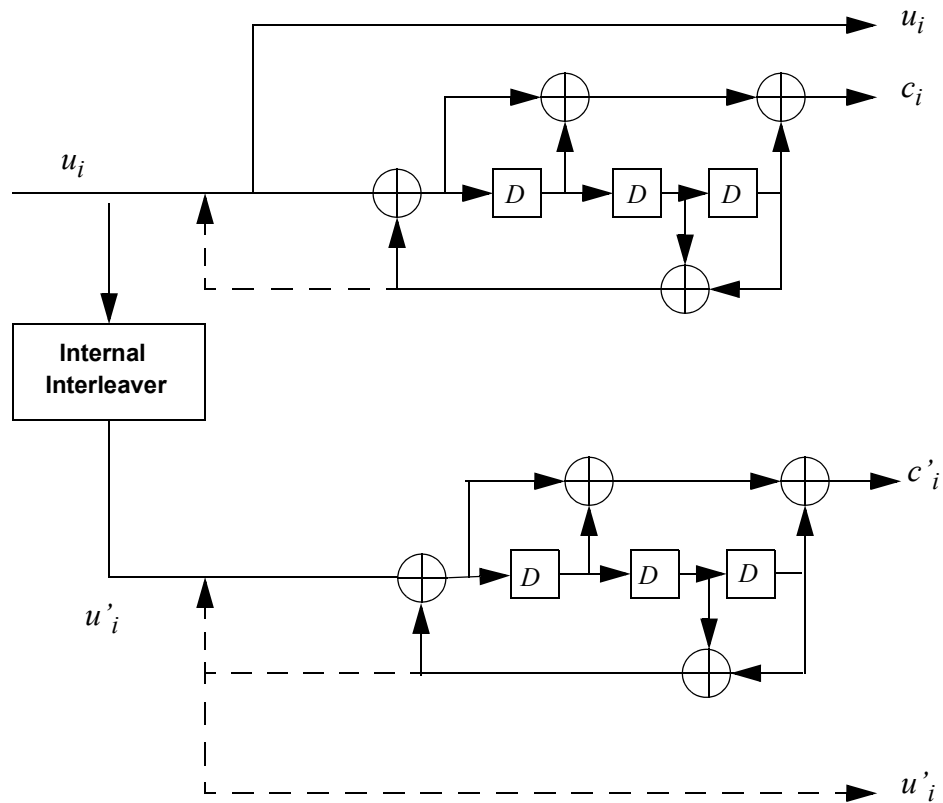 u_i
c_i
u_i
D
D
D
Internal
Interleaver
c'_i
D
D
D
u'_i
u'_i